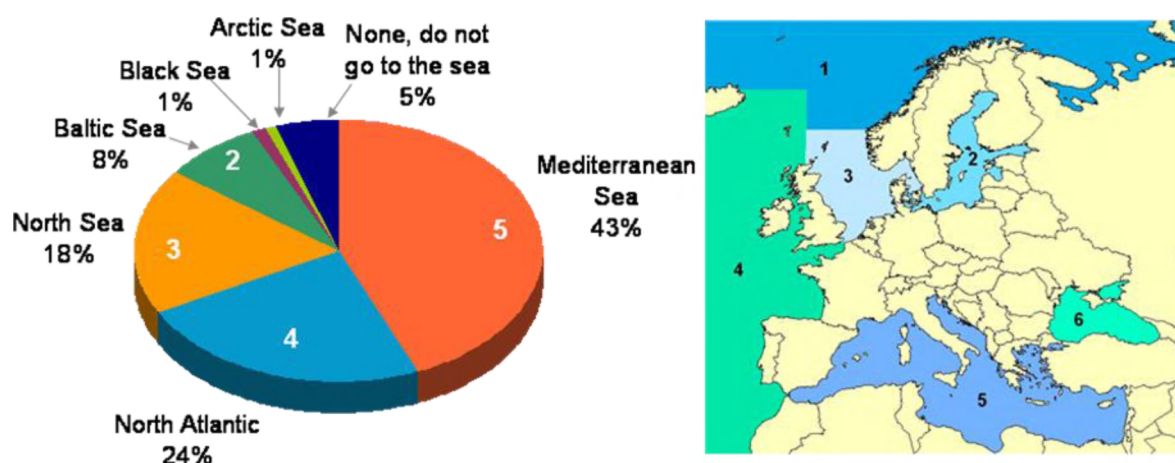 Arctic Sea
1%
None, do not
go to the sea
5%
Black Sea
1%
Baltic Sea
8%
North Sea
18%
Mediterranean
Sea
43%
North Atlantic
24%
2
3
4
5
1
2
3
4
5
6